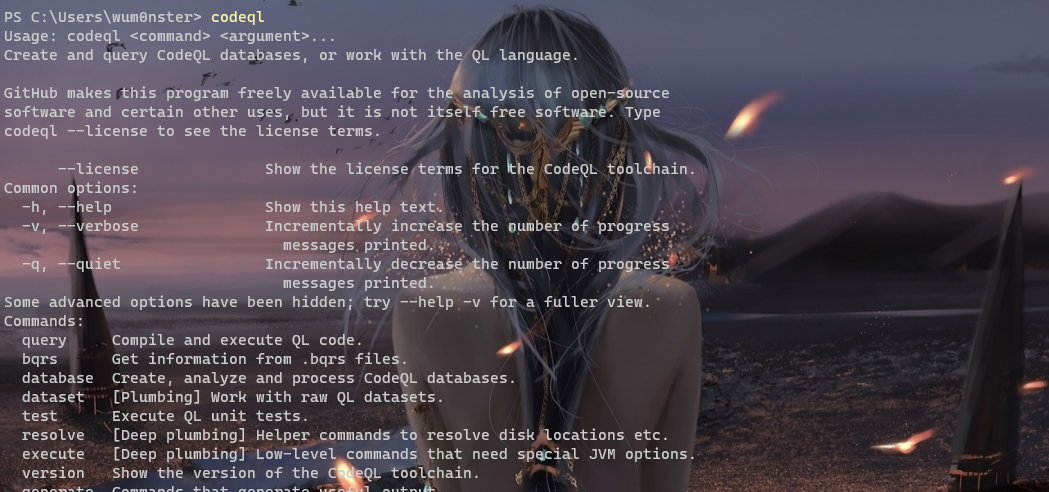 PS C:\Users\wum0nster> codeql
Usage: codeql <command> <argument>...
Create and query CodeQL databases, or work with the QL language.

GitHub makes this program freely available for the analysis of open-source
software and certain other uses, but it is not itself free software. Type
codeql --license to see the license terms.

      --license              Show the license terms for the CodeQL toolchain.
Common options:
  -h, --help                 Show this help text.
  -v, --verbose              Incrementally increase the number of progress
                               messages printed.
  -q, --quiet                Incrementally decrease the number of progress
                               messages printed.
Some advanced options have been hidden; try --help -v for a fuller view.
Commands:
  query     Compile and execute QL code.
  bqrs      Get information from .bqrs files.
  database  Create, analyze and process CodeQL databases.
  dataset   [Plumbing] Work with raw QL datasets.
  test      Execute QL unit tests.
  resolve   [Deep plumbing] Helper commands to resolve disk locations etc.
  execute   [Deep plumbing] Low-level commands that need special JVM options.
  version   Show the version of the CodeQL toolchain.
  generate  Commands that generate useful output.